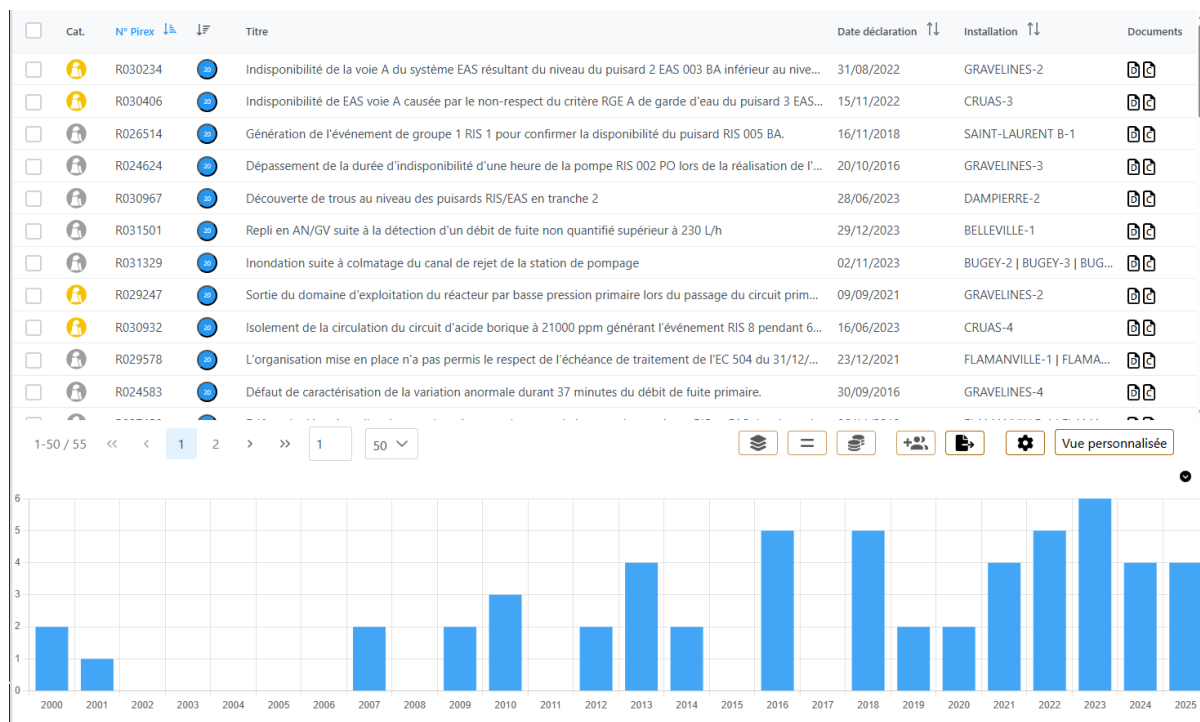 Cat. N° Pirex Titre Date déclaration Installation Documents
R030234 20 Indisponibilité de la voie A du système EAS résultant du niveau du puisard 2 EAS 003 BA inférieur au nive... 31/08/2022 GRAVELINES-2 D C
R030406 20 Indisponibilité de EAS voie A causée par le non-respect du critère RGE A de garde d'eau du puisard 3 EAS... 15/11/2022 CRUAS-3 D C
R026514 20 Génération de l'événement de groupe 1 RIS 1 pour confirmer la disponibilité du puisard RIS 005 BA. 16/11/2018 SAINT-LAURENT B-1 D C
R024624 20 Dépassement de la durée d'indisponibilité d'une heure de la pompe RIS 002 PO lors de la réalisation de l'... 20/10/2016 GRAVELINES-3 D C
R030967 20 Découverte de trous au niveau des puisards RIS/EAS en tranche 2 28/06/2023 DAMPIERRE-2 D C
R031501 20 Repli en AN/GV suite à la détection d'un débit de fuite non quantifié supérieur à 230 L/h 29/12/2023 BELLEVILLE-1 D C
R031329 20 Inondation suite à colmatage du canal de rejet de la station de pompage 02/11/2023 BUGEY-2 | BUGEY-3 | BUG... D C
R029247 20 Sortie du domaine d'exploitation du réacteur par basse pression primaire lors du passage du circuit prim... 09/09/2021 GRAVELINES-2 D C
R030932 20 Isolement de la circulation du circuit d'acide borique à 21000 ppm générant l'événement RIS 8 pendant 6... 16/06/2023 CRUAS-4 D C
R029578 20 L'organisation mise en place n'a pas permis le respect de l'échéance de traitement de l'EC 504 du 31/12/... 23/12/2021 FLAMANVILLE-1 | FLAMA... D C
R024583 20 Défaut de caractérisation de la variation anormale durant 37 minutes du débit de fuite primaire. 30/09/2016 GRAVELINES-4 D C
1-50 / 55 << < 1 2 > >> 1 50 Vue personnalisée
6
5
4
3
2
1
0
2000 2001 2002 2003 2004 2005 2006 2007 2008 2009 2010 2011 2012 2013 2014 2015 2016 2017 2018 2019 2020 2021 2022 2023 2024 2025